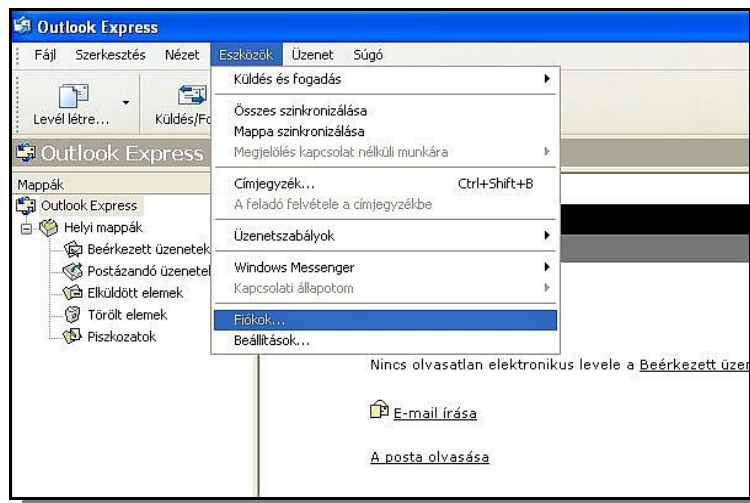 Outlook Express
Fájl Szerkesztés Nézet Eszközök Üzenet Súgó
Levél létre... Küldés/Fo
Outlook Express
Mappák
Outlook Express
Helyi mappák
Beérkezett üzenetek
Postázandó üzenetek
Elküldött elemek
Törölt elemek
Piszkozatok
Küldés és fogadás
Összes szinkronizálása
Mappa szinkronizálása
Megjelölés kapcsolat nélküli munkára
Címjegyzék... Ctrl+Shift+B
A feladó felvétele a címjegyzékbe
Üzenetszabályok
Windows Messenger
Kapcsolati állapotom
Fiókok...
Beállítások...
Nincs olvasatlan elektronikus levele a Beérkezett üzen
E-mail írása
A posta olvasása